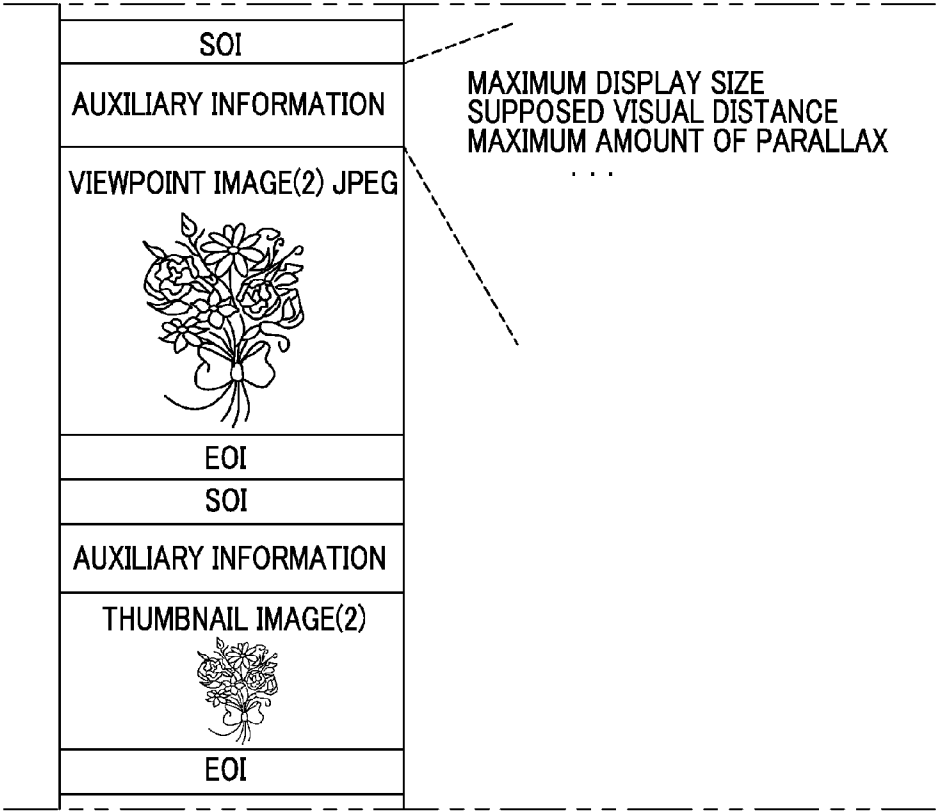 SOI
AUXILIARY INFORMATION
MAXIMUM DISPLAY SIZE
SUPPOSED VISUAL DISTANCE
MAXIMUM AMOUNT OF PARALLAX
. . .
VIEWPOINT IMAGE(2) JPEG
EOI
SOI
AUXILIARY INFORMATION
THUMBNAIL IMAGE(2)
EOI